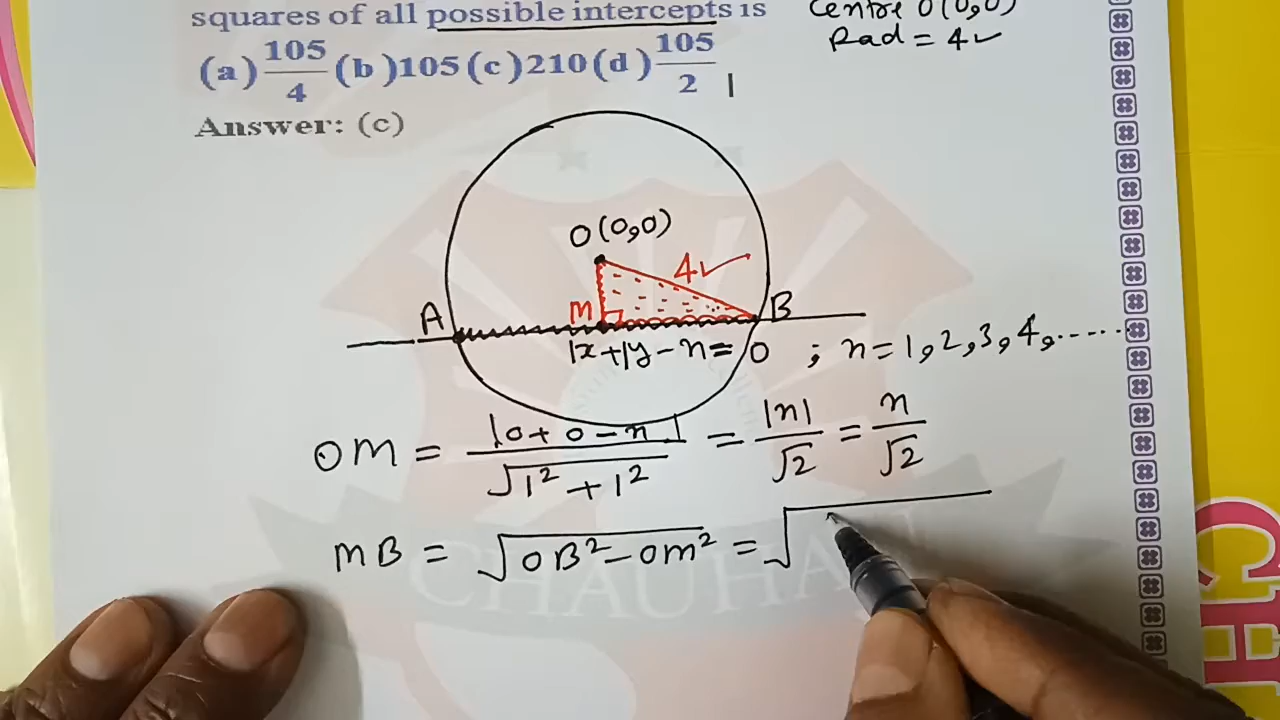 squares of all possible intercepts is
Centre O(0,0)
Rad = 4 ✓
(a) 105/4 (b) 105 (c) 210 (d) 105/2
Answer: (c)
O(0,0)
4 ✓
A
M
B
1x+1y-n=0 ; n=1,2,3,4,......
OM = |0+0-n|/√1²+1² = |n|/√2 = n/√2
MB = √OB²-OM² = √
CHAUHAN
CH